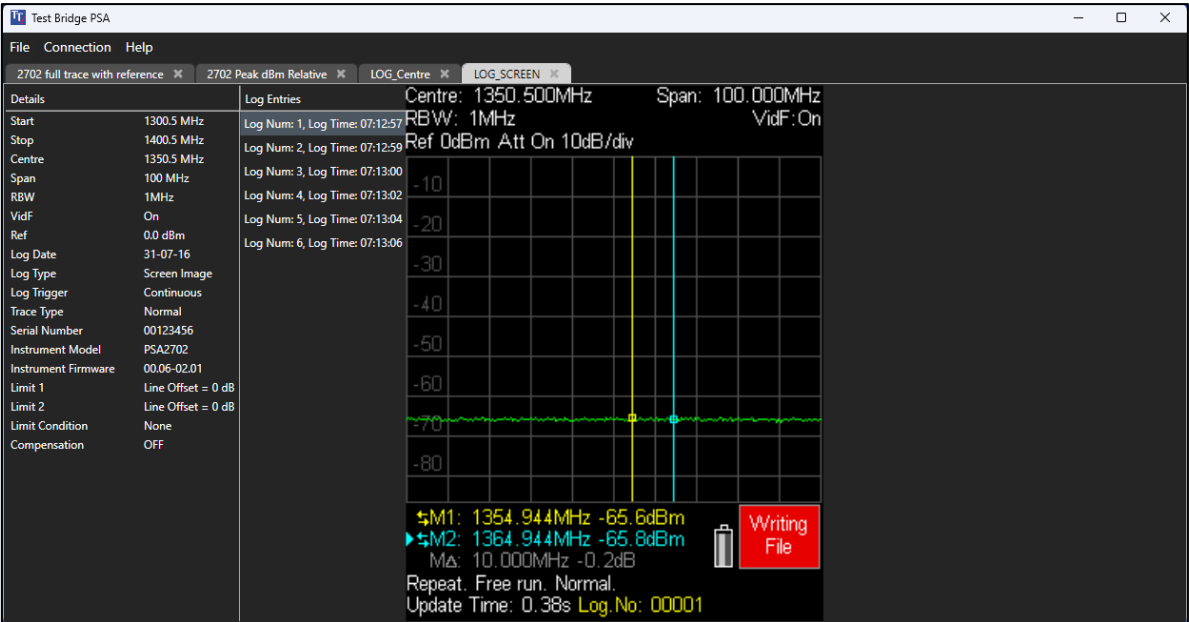 Test Bridge PSA
File Connection Help
2702 full trace with reference 2702 Peak dBm Relative LOG_Centre LOG_SCREEN
Details
Start 1300.5 MHz
Stop 1400.5 MHz
Centre 1350.5 MHz
Span 100 MHz
RBW 1MHz
VidF On
Ref 0.0 dBm
Log Date 31-07-16
Log Type Screen Image
Log Trigger Continuous
Trace Type Normal
Serial Number 00123456
Instrument Model PSA2702
Instrument Firmware 00.06-02.01
Limit 1 Line Offset = 0 dB
Limit 2 Line Offset = 0 dB
Limit Condition None
Compensation OFF
Log Entries
Log Num: 1, Log Time: 07:12:57
Log Num: 2, Log Time: 07:12:59
Log Num: 3, Log Time: 07:13:00
Log Num: 4, Log Time: 07:13:02
Log Num: 5, Log Time: 07:13:04
Log Num: 6, Log Time: 07:13:06
Centre: 1350.500MHz Span: 100.000MHz
RBW: 1MHz VidF:On
Ref 0dBm Att On 10dB/div
-10
-20
-30
-40
-50
-60
-70
-80
M1: 1354.944MHz -65.6dBm
M2: 1364.944MHz -65.8dBm
MΔ: 10.000MHz -0.2dB
Writing
File
Repeat. Free run. Normal.
Update Time: 0.38s Log.No: 00001